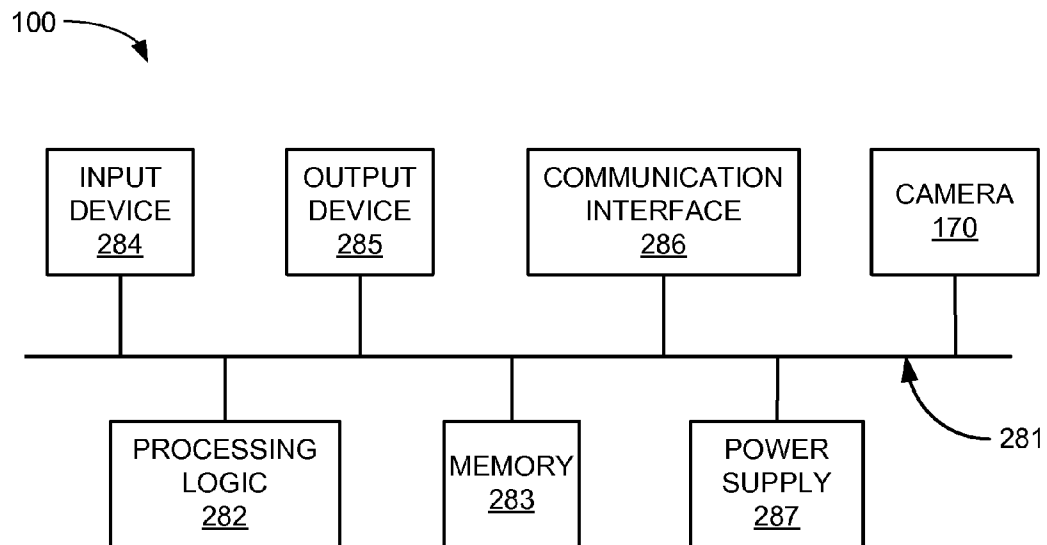 100
INPUT
DEVICE
284
OUTPUT
DEVICE
285
COMMUNICATION
INTERFACE
286
CAMERA
170
281
PROCESSING
LOGIC
282
MEMORY
283
POWER
SUPPLY
287